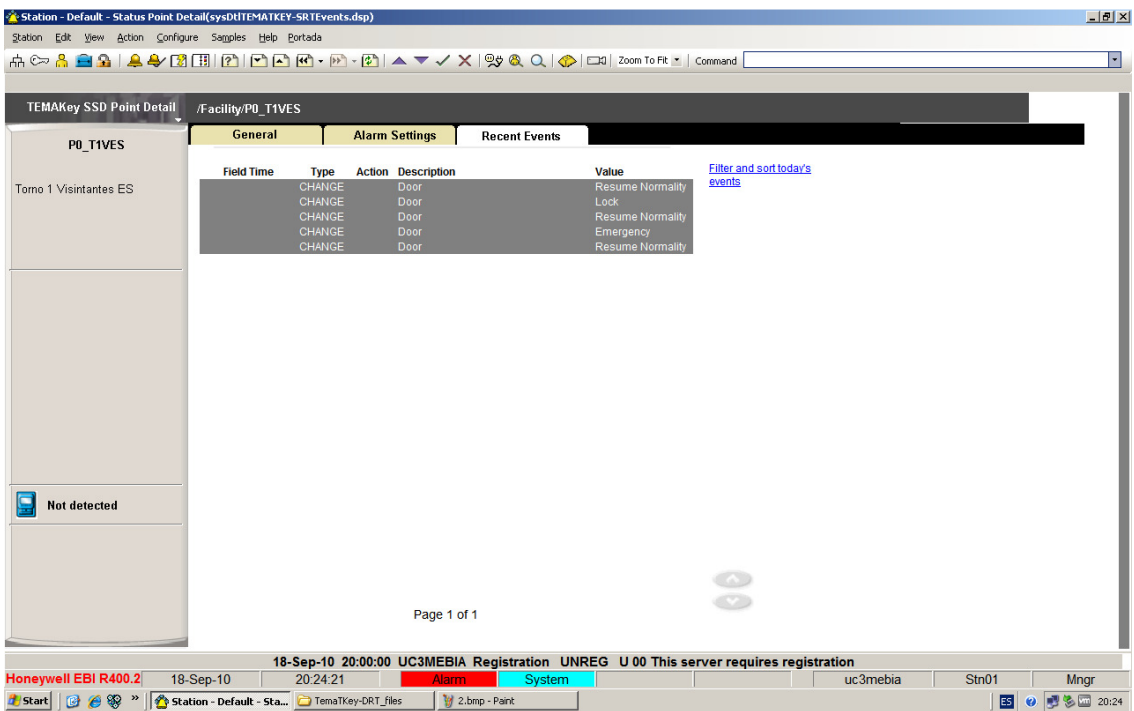 Station - Default - Status Point Detail(sysDtlTEMATKEY-SRTEvents.dsp)
Station Edit View Action Configure Samples Help Portada
Zoom To Fit Command
TEMAKey SSD Point Detail /Facility/P0_T1VES
P0_T1VES
General Alarm Settings Recent Events
Torno 1 Visintantes ES
Field Time Type Action Description Value
CHANGE Door Resume Normality
CHANGE Door Lock
CHANGE Door Resume Normality
CHANGE Door Emergency
CHANGE Door Resume Normality
Filter and sort today's
events
Not detected
Page 1 of 1
18-Sep-10 20:00:00 UC3MEBIA Registration UNREG U 00 This server requires registration
Honeywell EBI R400.2 18-Sep-10 20:24:21 Alarm System uc3mebia Stn01 Mngr
Start Station - Default - Sta... TemaTKey-DRT_files 2.bmp - Paint ES 20:24